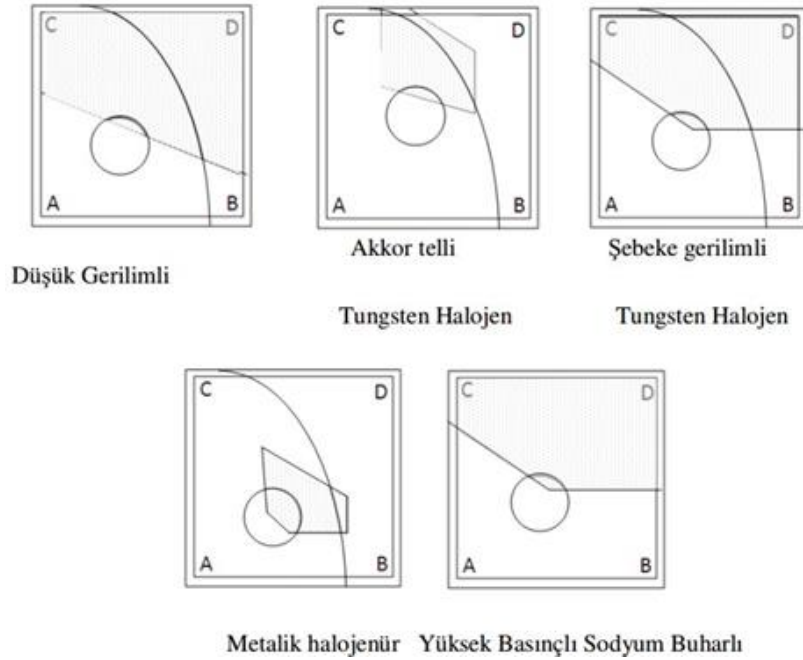 C D C D C D
A B A B A B
Akkor telli Şebeke gerilimli
Düşük Gerilimli
Tungsten Halojen Tungsten Halojen
C D C D
A B A B
Metalik halojenür Yüksek Basınçlı Sodyum Buharlı